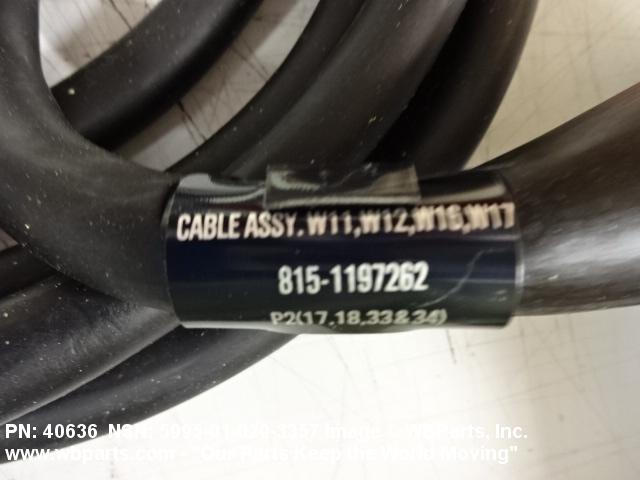 CABLE ASSY. W11,W12,W16,W17
815-1197262
P2(17,18,33 & 34)
PN: 40636 NSN: 5995-01-020-3357 Image © WBParts, Inc.
www.wbparts.com - "Our Parts Keep the World Moving"